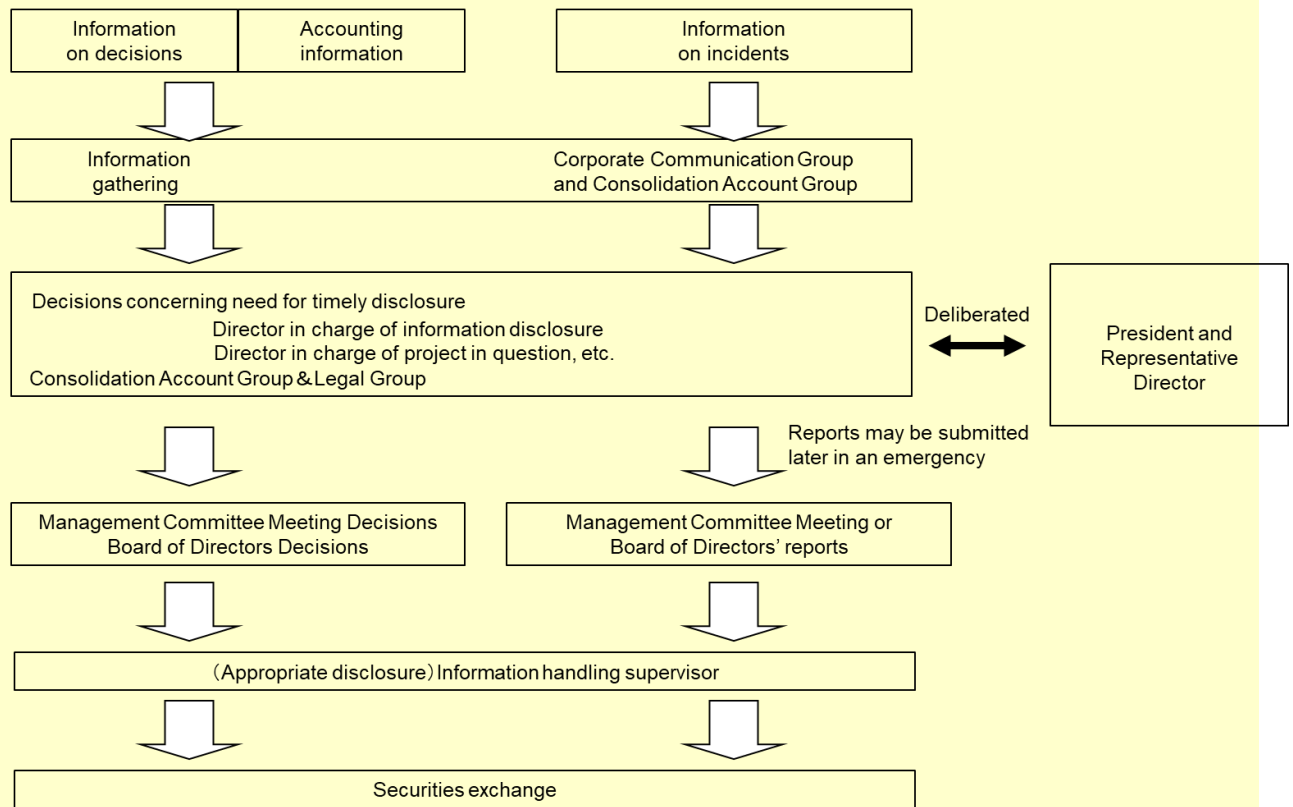 Information
on decisions
Accounting
information
Information
on incidents
Information
gathering
Corporate Communication Group
and Consolidation Account Group
Decisions concerning need for timely disclosure
Director in charge of information disclosure
Director in charge of project in question, etc.
Consolidation Account Group & Legal Group
Deliberated
President and
Representative
Director
Reports may be submitted
later in an emergency
Management Committee Meeting Decisions
Board of Directors Decisions
Management Committee Meeting or
Board of Directors’ reports
（Appropriate disclosure）Information handling supervisor
Securities exchange